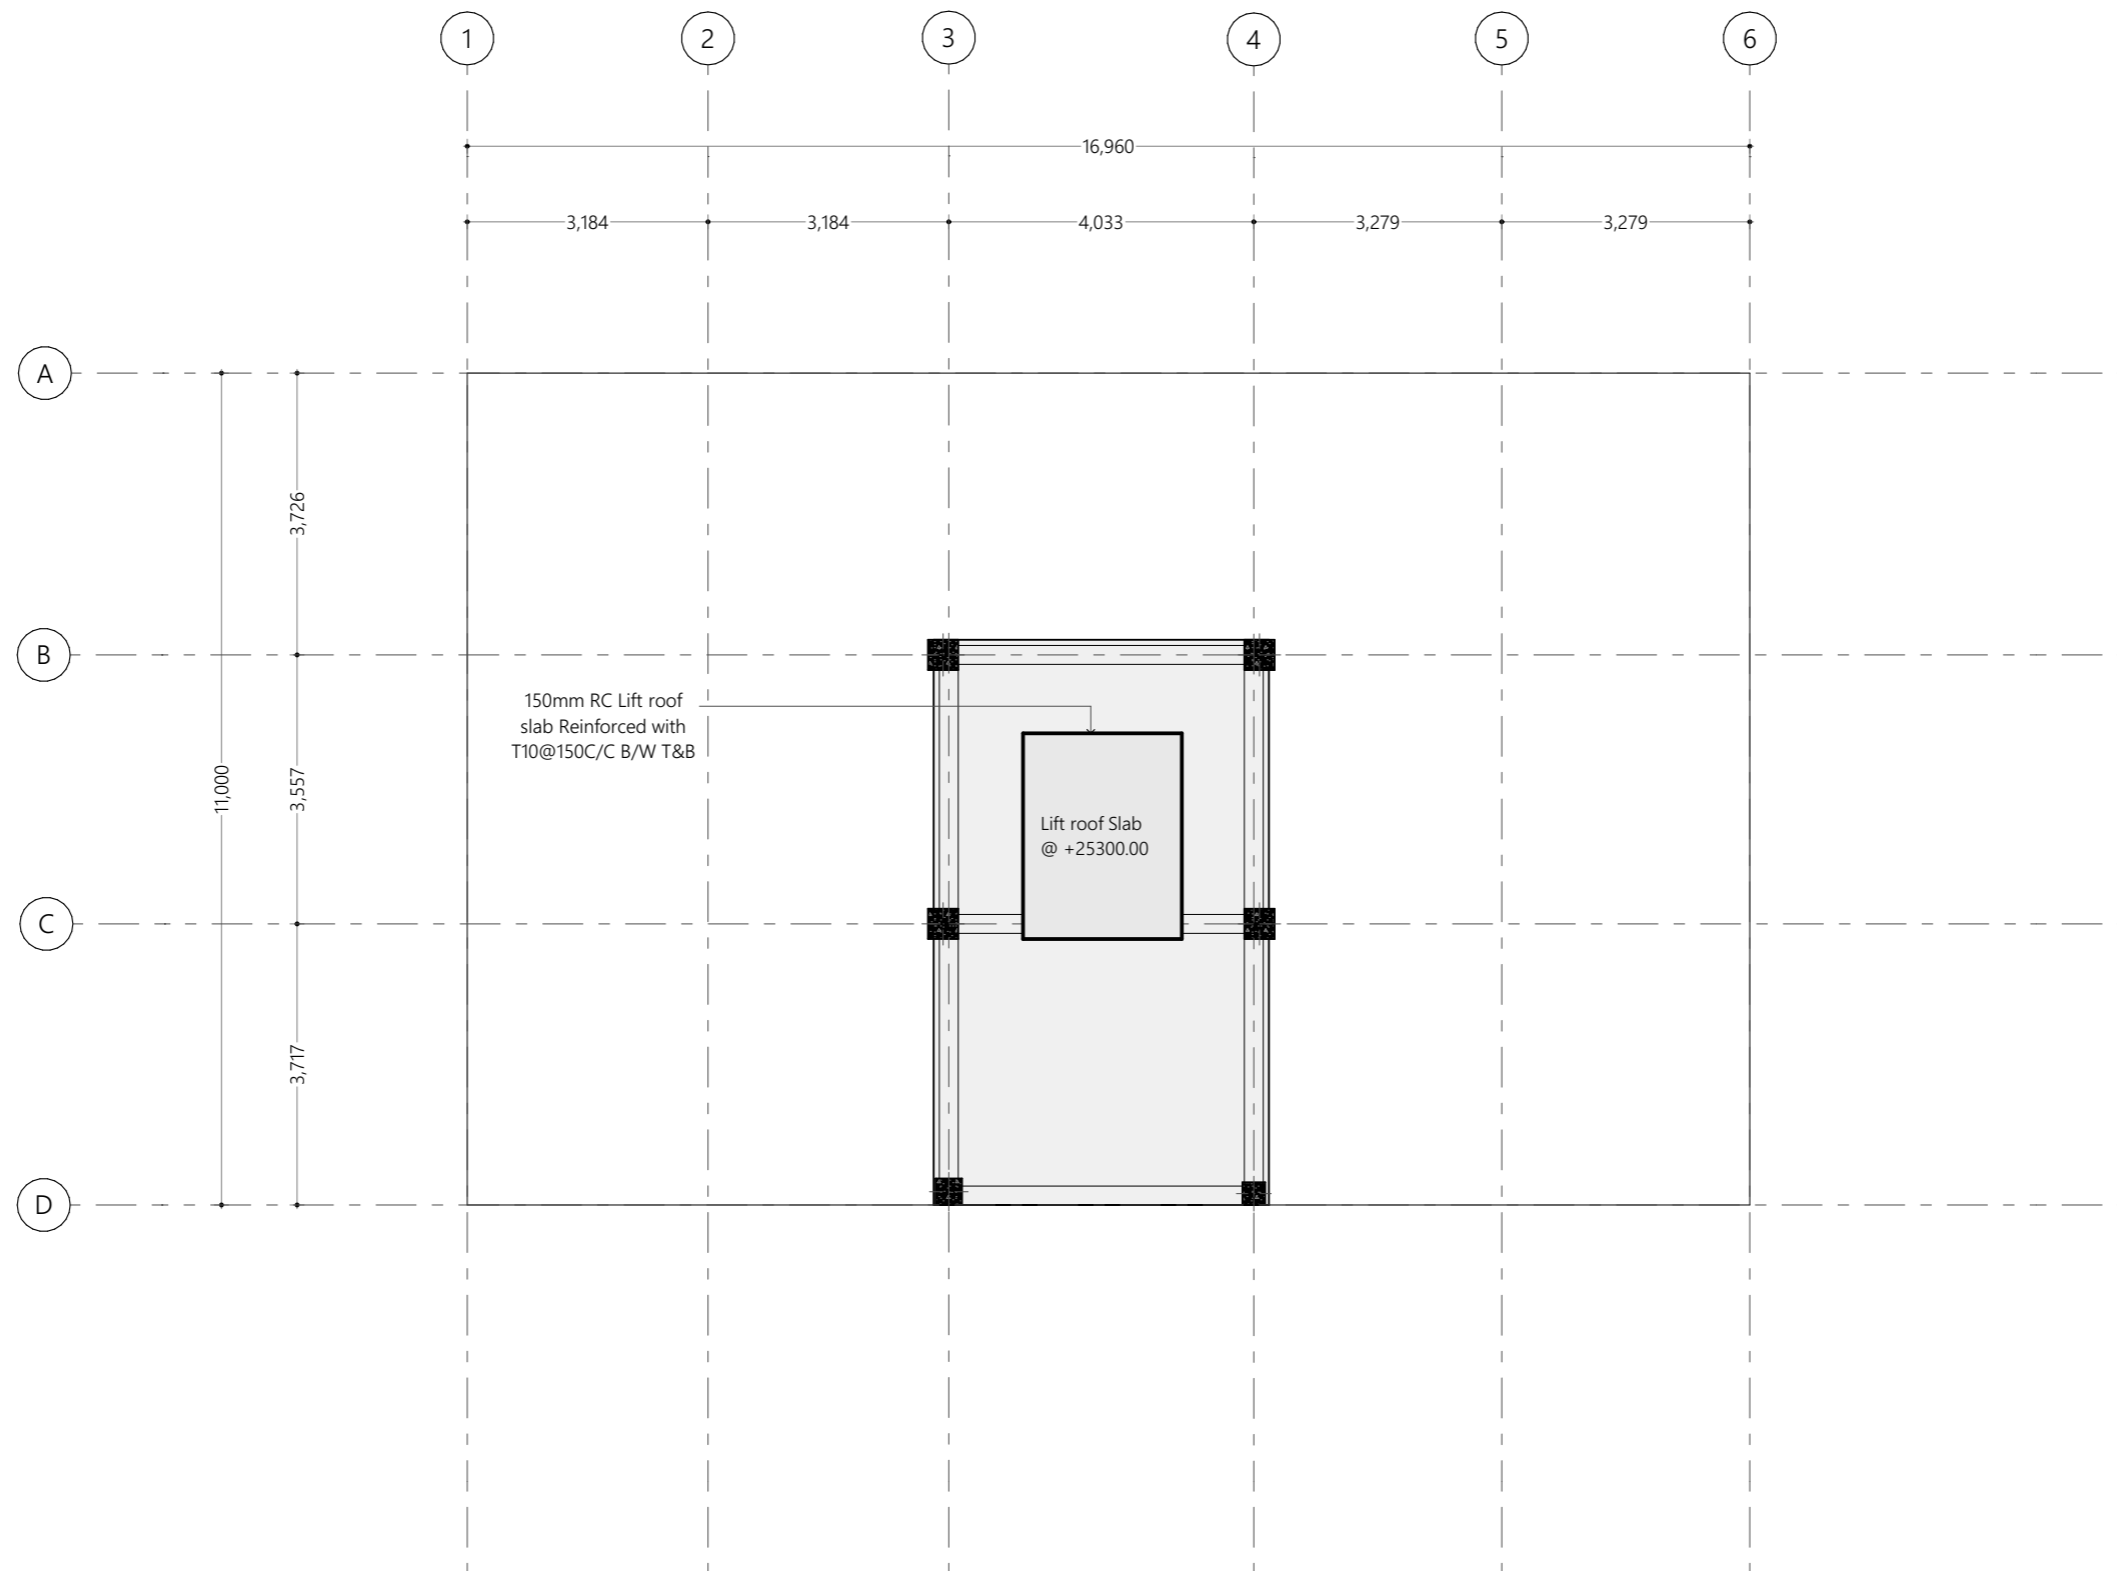 1
2
3
4
5
6
16,960
3,184
3,184
4,033
3,279
3,279
A
3,726
B
150mm RC Lift roof
slab Reinforced with
T10@150C/C B/W T&B
11,000
3,557
Lift roof Slab
@ +25300.00
C
3,717
D